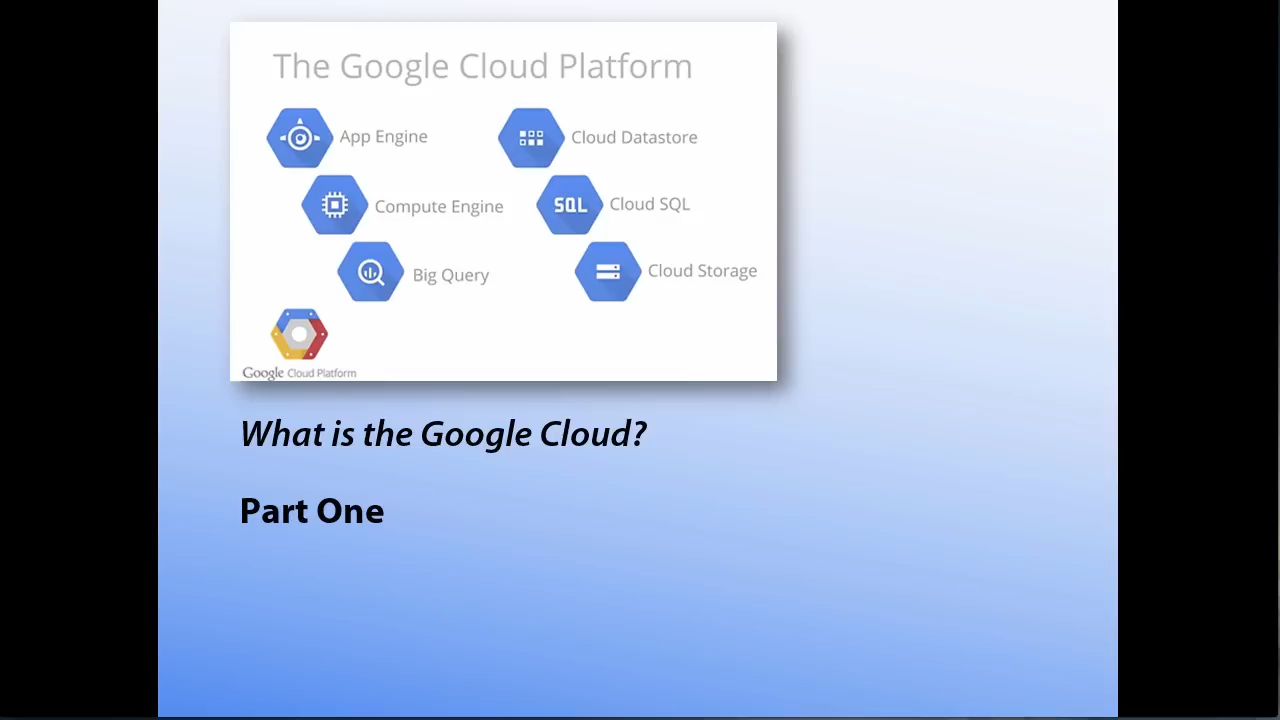 The Google Cloud Platform
App Engine
Cloud Datastore
Compute Engine
SQL
Cloud SQL
Big Query
Cloud Storage
Google Cloud Platform
What is the Google Cloud?
Part One